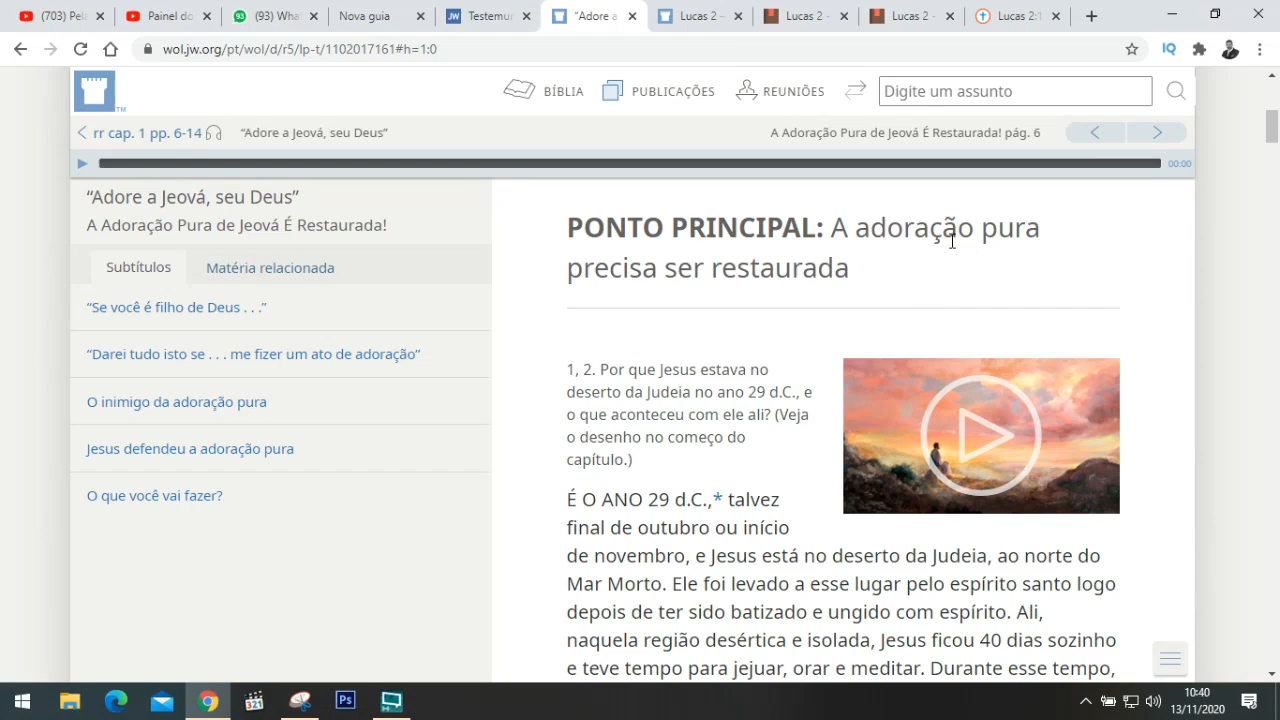 (703) Pel
Painel do
(93) Wha
Nova guia
Testemur
"Adore a
Lucas 2 –
Lucas 2 -
Lucas 2 -
Lucas 2:1
wol.jw.org/pt/wol/d/r5/lp-t/1102017161#h=1:0
BÍBLIA
PUBLICAÇÕES
REUNIÕES
Digite um assunto
rr cap. 1 pp. 6-14
“Adore a Jeová, seu Deus”
A Adoração Pura de Jeová É Restaurada! pág. 6
00:00
“Adore a Jeová, seu Deus”
A Adoração Pura de Jeová É Restaurada!
Subtítulos
Matéria relacionada
“Se você é filho de Deus . . .”
“Darei tudo isto se . . . me fizer um ato de adoração”
O inimigo da adoração pura
Jesus defendeu a adoração pura
O que você vai fazer?
PONTO PRINCIPAL: A adoração pura
precisa ser restaurada
1, 2. Por que Jesus estava no
deserto da Judeia no ano 29 d.C., e
o que aconteceu com ele ali? (Veja
o desenho no começo do
capítulo.)
É O ANO 29 d.C.,* talvez
final de outubro ou início
de novembro, e Jesus está no deserto da Judeia, ao norte do
Mar Morto. Ele foi levado a esse lugar pelo espírito santo logo
depois de ter sido batizado e ungido com espírito. Ali,
naquela região desértica e isolada, Jesus ficou 40 dias sozinho
e teve tempo para jejuar, orar e meditar. Durante esse tempo,
10:40
13/11/2020